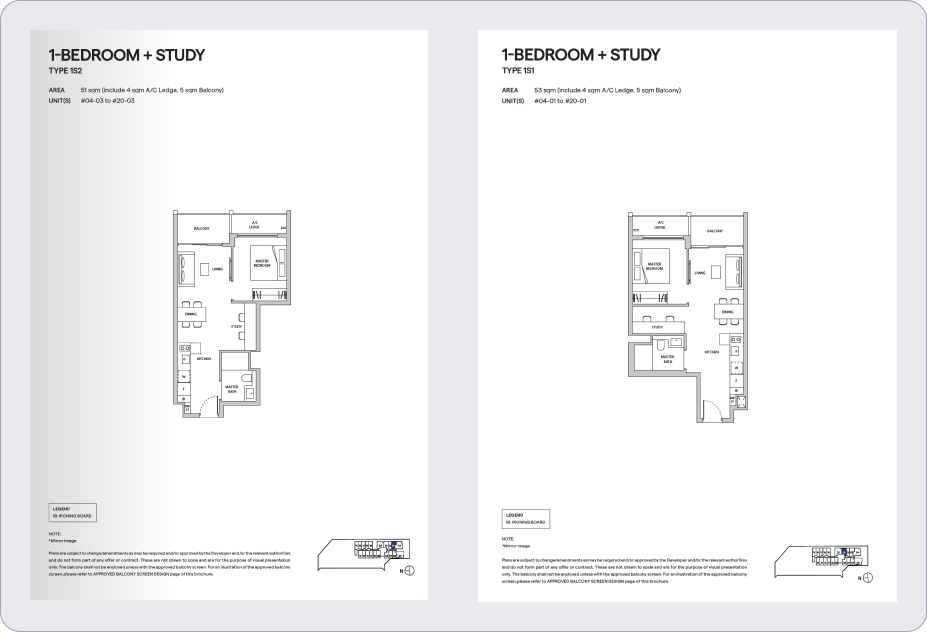 1-BEDROOM + STUDY
TYPE 1S2
AREA 51 sqm (include 4 sqm A/C Ledge, 5 sqm Balcony)
UNIT(S) #04-03 to #20-03
BALCONY
A/C
LEDGE
LIVING
MASTER
BEDROOM
DINING
STUDY
KITCHEN
W
F
MASTER
BATH
LEGEND
IB: IRONING BOARD
NOTE:
*Mirror Image
Plans are subject to change/amendments as may be required and/or approved by the Developer and/or the relevant authorities
and do not form part of any offer or contract. These are not drawn to scale and are for the purpose of visual presentation
only. The balcony shall not be enclosed unless with the approved balcony screen. For an illustration of the approved balcony
screen, please refer to APPROVED BALCONY SCREEN DESIGN page of this brochure.
N
1-BEDROOM + STUDY
TYPE 1S1
AREA 53 sqm (include 4 sqm A/C Ledge, 5 sqm Balcony)
UNIT(S) #04-01 to #20-01
A/C
LEDGE
BALCONY
MASTER
BEDROOM
LIVING
DINING
STUDY
KITCHEN
MASTER
BATH
W
F
LEGEND
IB: IRONING BOARD
NOTE:
*Mirror Image
Plans are subject to change/amendments as may be required and/or approved by the Developer and/or the relevant authorities
and do not form part of any offer or contract. These are not drawn to scale and are for the purpose of visual presentation
only. The balcony shall not be enclosed unless with the approved balcony screen. For an illustration of the approved balcony
screen, please refer to APPROVED BALCONY SCREEN DESIGN page of this brochure.
N